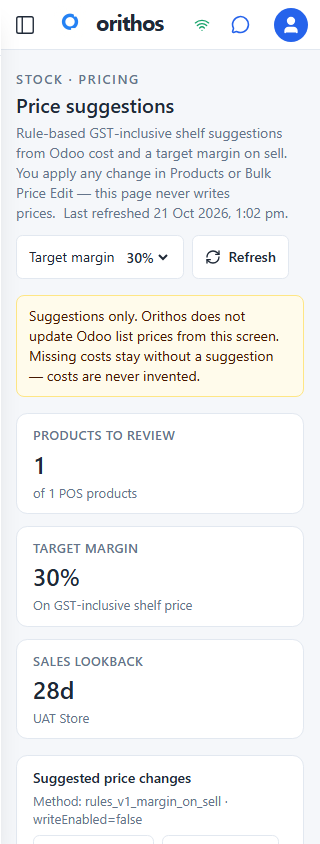 orithos
STOCK · PRICING
Price suggestions
Rule-based GST-inclusive shelf suggestions
from Odoo cost and a target margin on sell.
You apply any change in Products or Bulk
Price Edit — this page never writes
prices. Last refreshed 21 Oct 2026, 1:02 pm.
Target margin 30%
Refresh
Suggestions only. Orithos does not
update Odoo list prices from this screen.
Missing costs stay without a suggestion
— costs are never invented.
PRODUCTS TO REVIEW
1
of 1 POS products
TARGET MARGIN
30%
On GST-inclusive shelf price
SALES LOOKBACK
28d
UAT Store
Suggested price changes
Method: rules_v1_margin_on_sell ·
writeEnabled=false